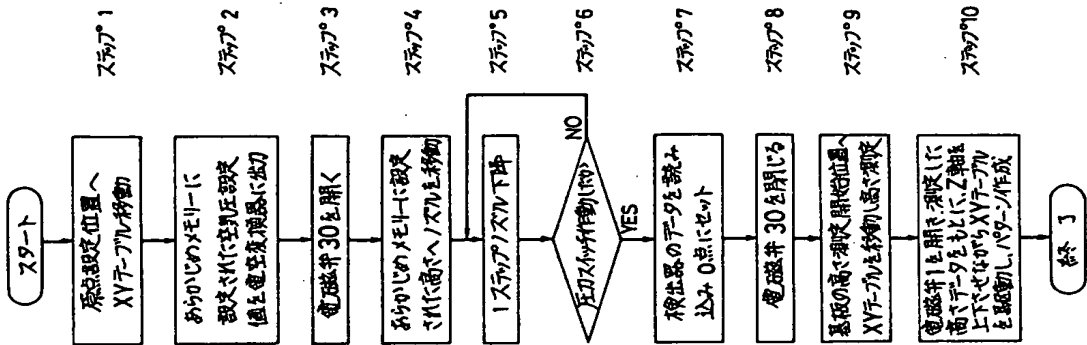 スタート
原点設定位置へ
XYテーブル移動
ステップ1
あらかじめメモリーに
設定された空気圧設定
値を電空変換器に出力
ステップ2
電磁弁30を開く
ステップ3
あらかじめメモリーに設定
された高さへノズルを移動
ステップ4
1ステップノズル下降
ステップ5
圧力スイッチ作動したか?
ステップ6
NO
YES
検出器のデータを読み
込み0点にセット
ステップ7
電磁弁30を閉じる
ステップ8
基板の高さ測定開始位置へ
XYテーブルを移動し高さ測定
ステップ9
電磁弁1を開き、測定した
高さデータをもとに、Z軸を
上下させながらXYテーブル
を駆動し、パターン作成
ステップ10
終了